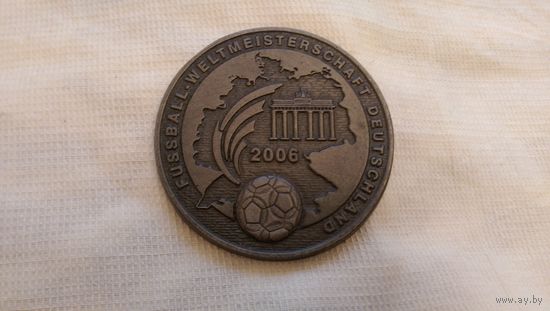 FUSSBALL-WELTMEISTERSCHAFT DEUTSCHLAND
2006
www.ay.by